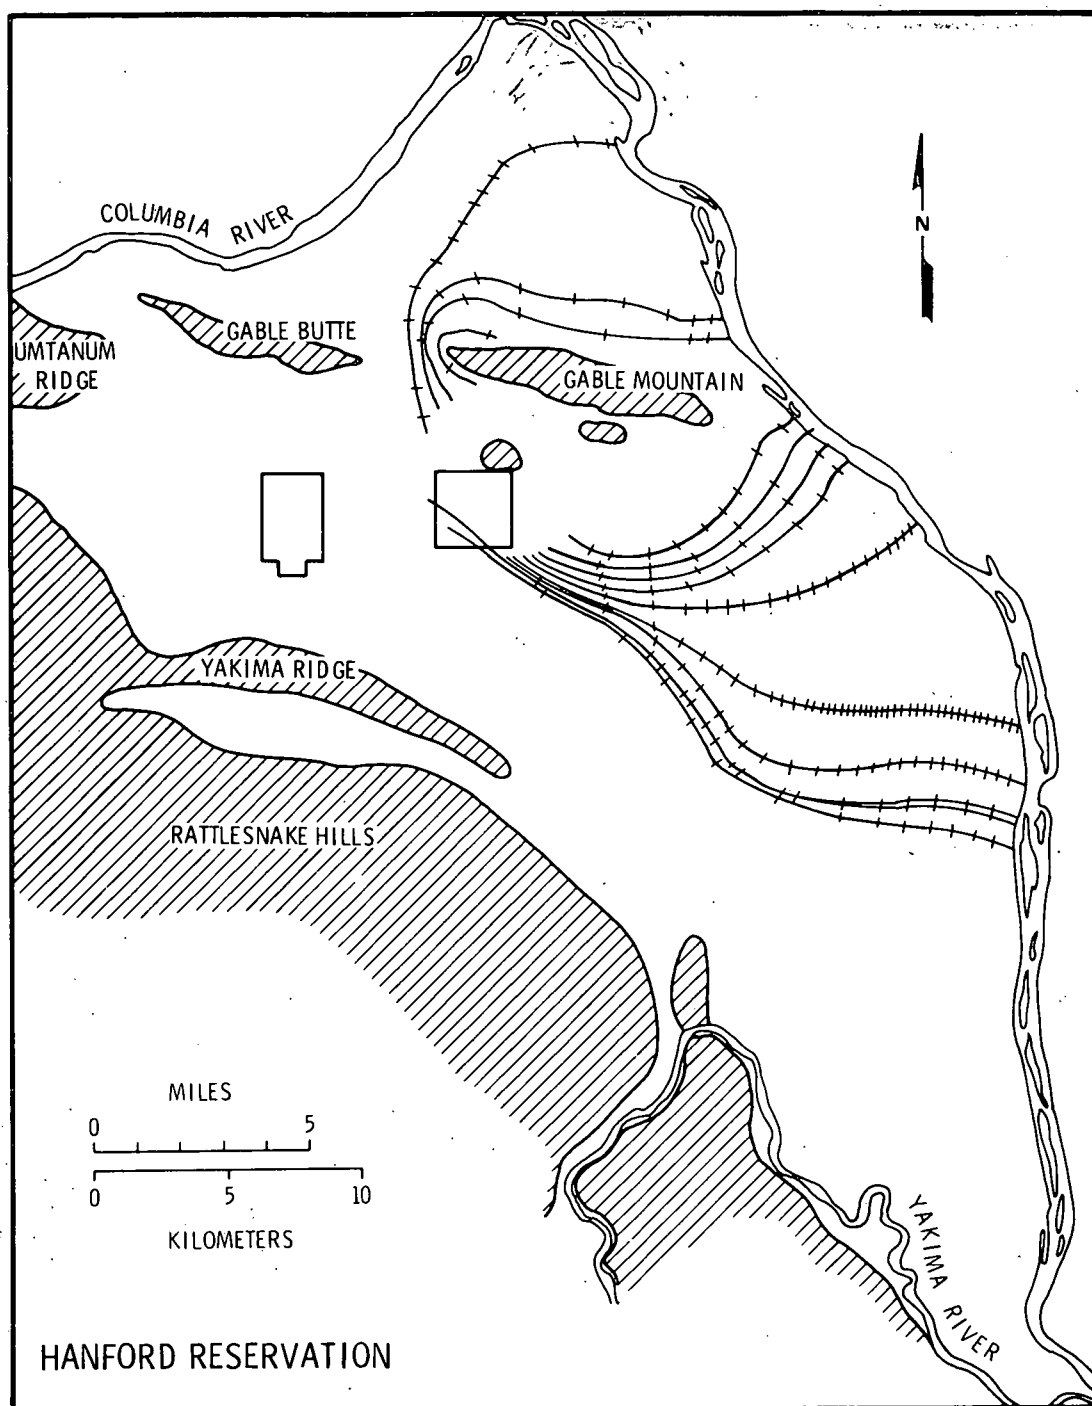 COLUMBIA RIVER
N
UMTANUM
RIDGE
GABLE BUTTE
GABLE MOUNTAIN
YAKIMA RIDGE
RATTLESNAKE HILLS
MILES
0 5
0 5 10
KILOMETERS
YAKIMA RIVER
HANFORD RESERVATION